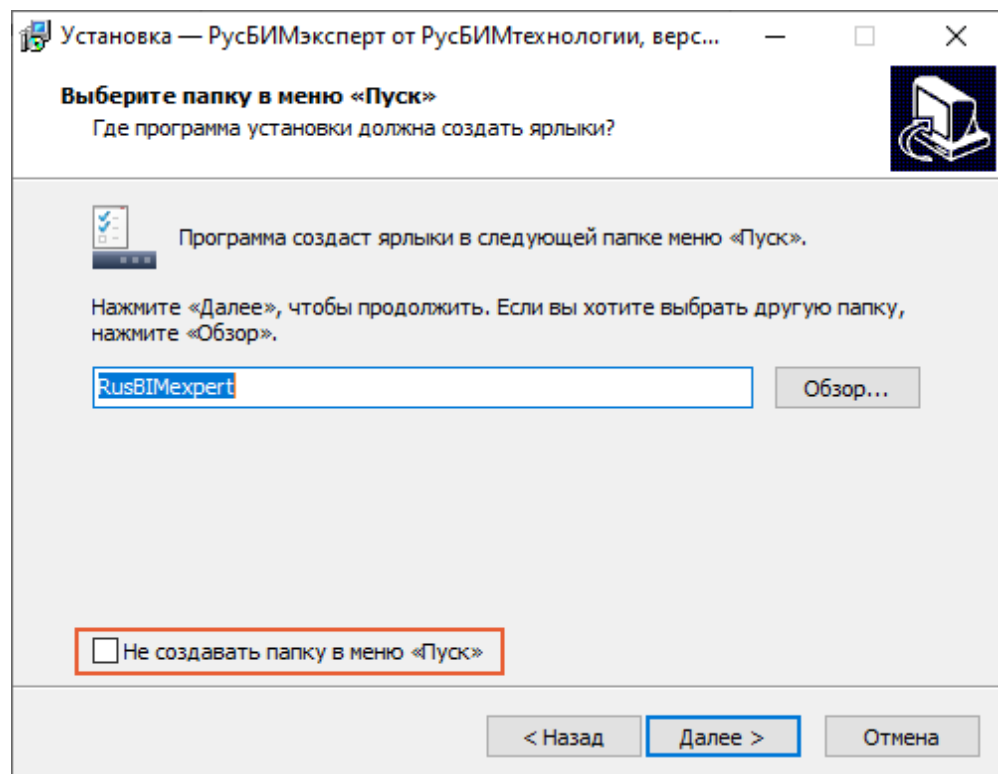 Установка — РусБИМэксперт от РусБИМтехнологии, верс...
Выберите папку в меню «Пуск»
Где программа установки должна создать ярлыки?
Программа создаст ярлыки в следующей папке меню «Пуск».
Нажмите «Далее», чтобы продолжить. Если вы хотите выбрать другую папку,
нажмите «Обзор».
RusBIMexpert
Обзор...
Не создавать папку в меню «Пуск»
< Назад
Далее >
Отмена